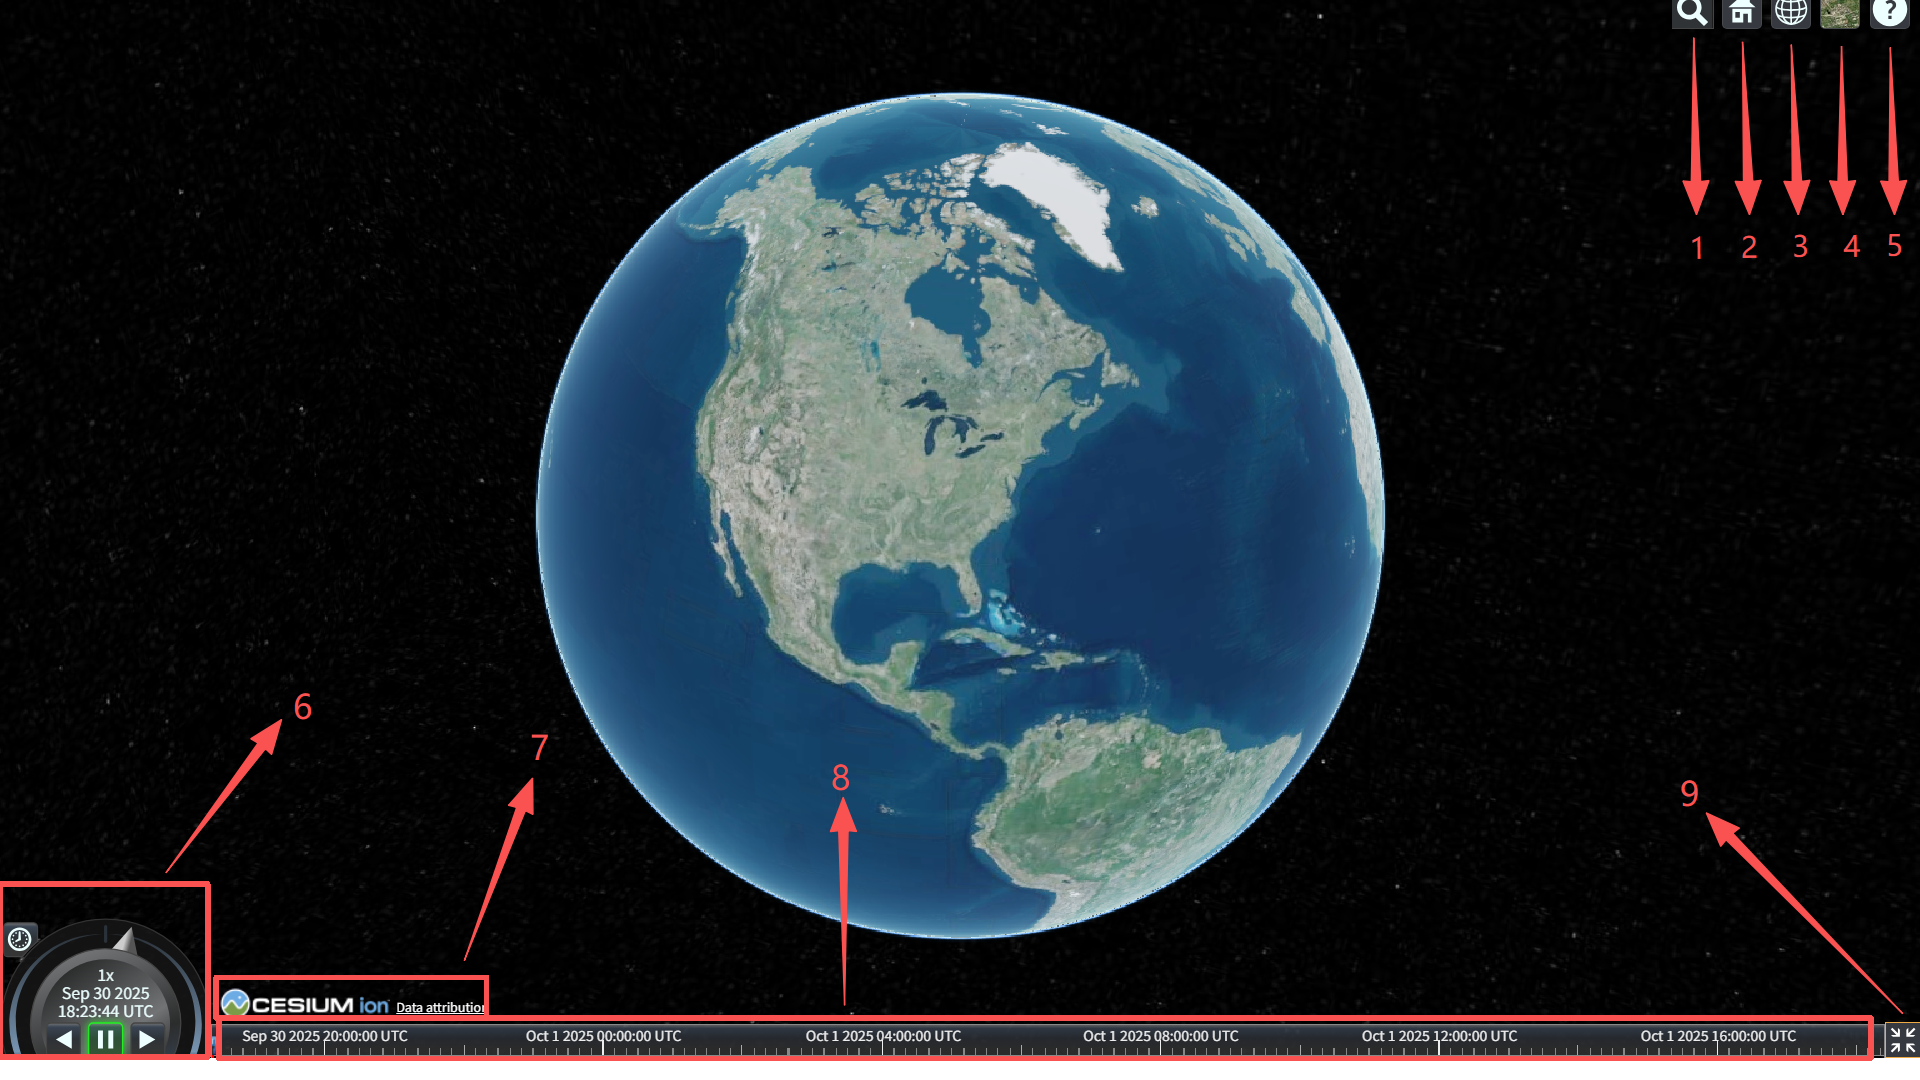 ?
1
2
3
4
5
6
7
8
9
1x
Sep 30 2025
18:23:44 UTC
CESIUM ion Data attribution
Sep 30 2025 20:00:00 UTC
Oct 1 2025 00:00:00 UTC
Oct 1 2025 04:00:00 UTC
Oct 1 2025 08:00:00 UTC
Oct 1 2025 12:00:00 UTC
Oct 1 2025 16:00:00 UTC